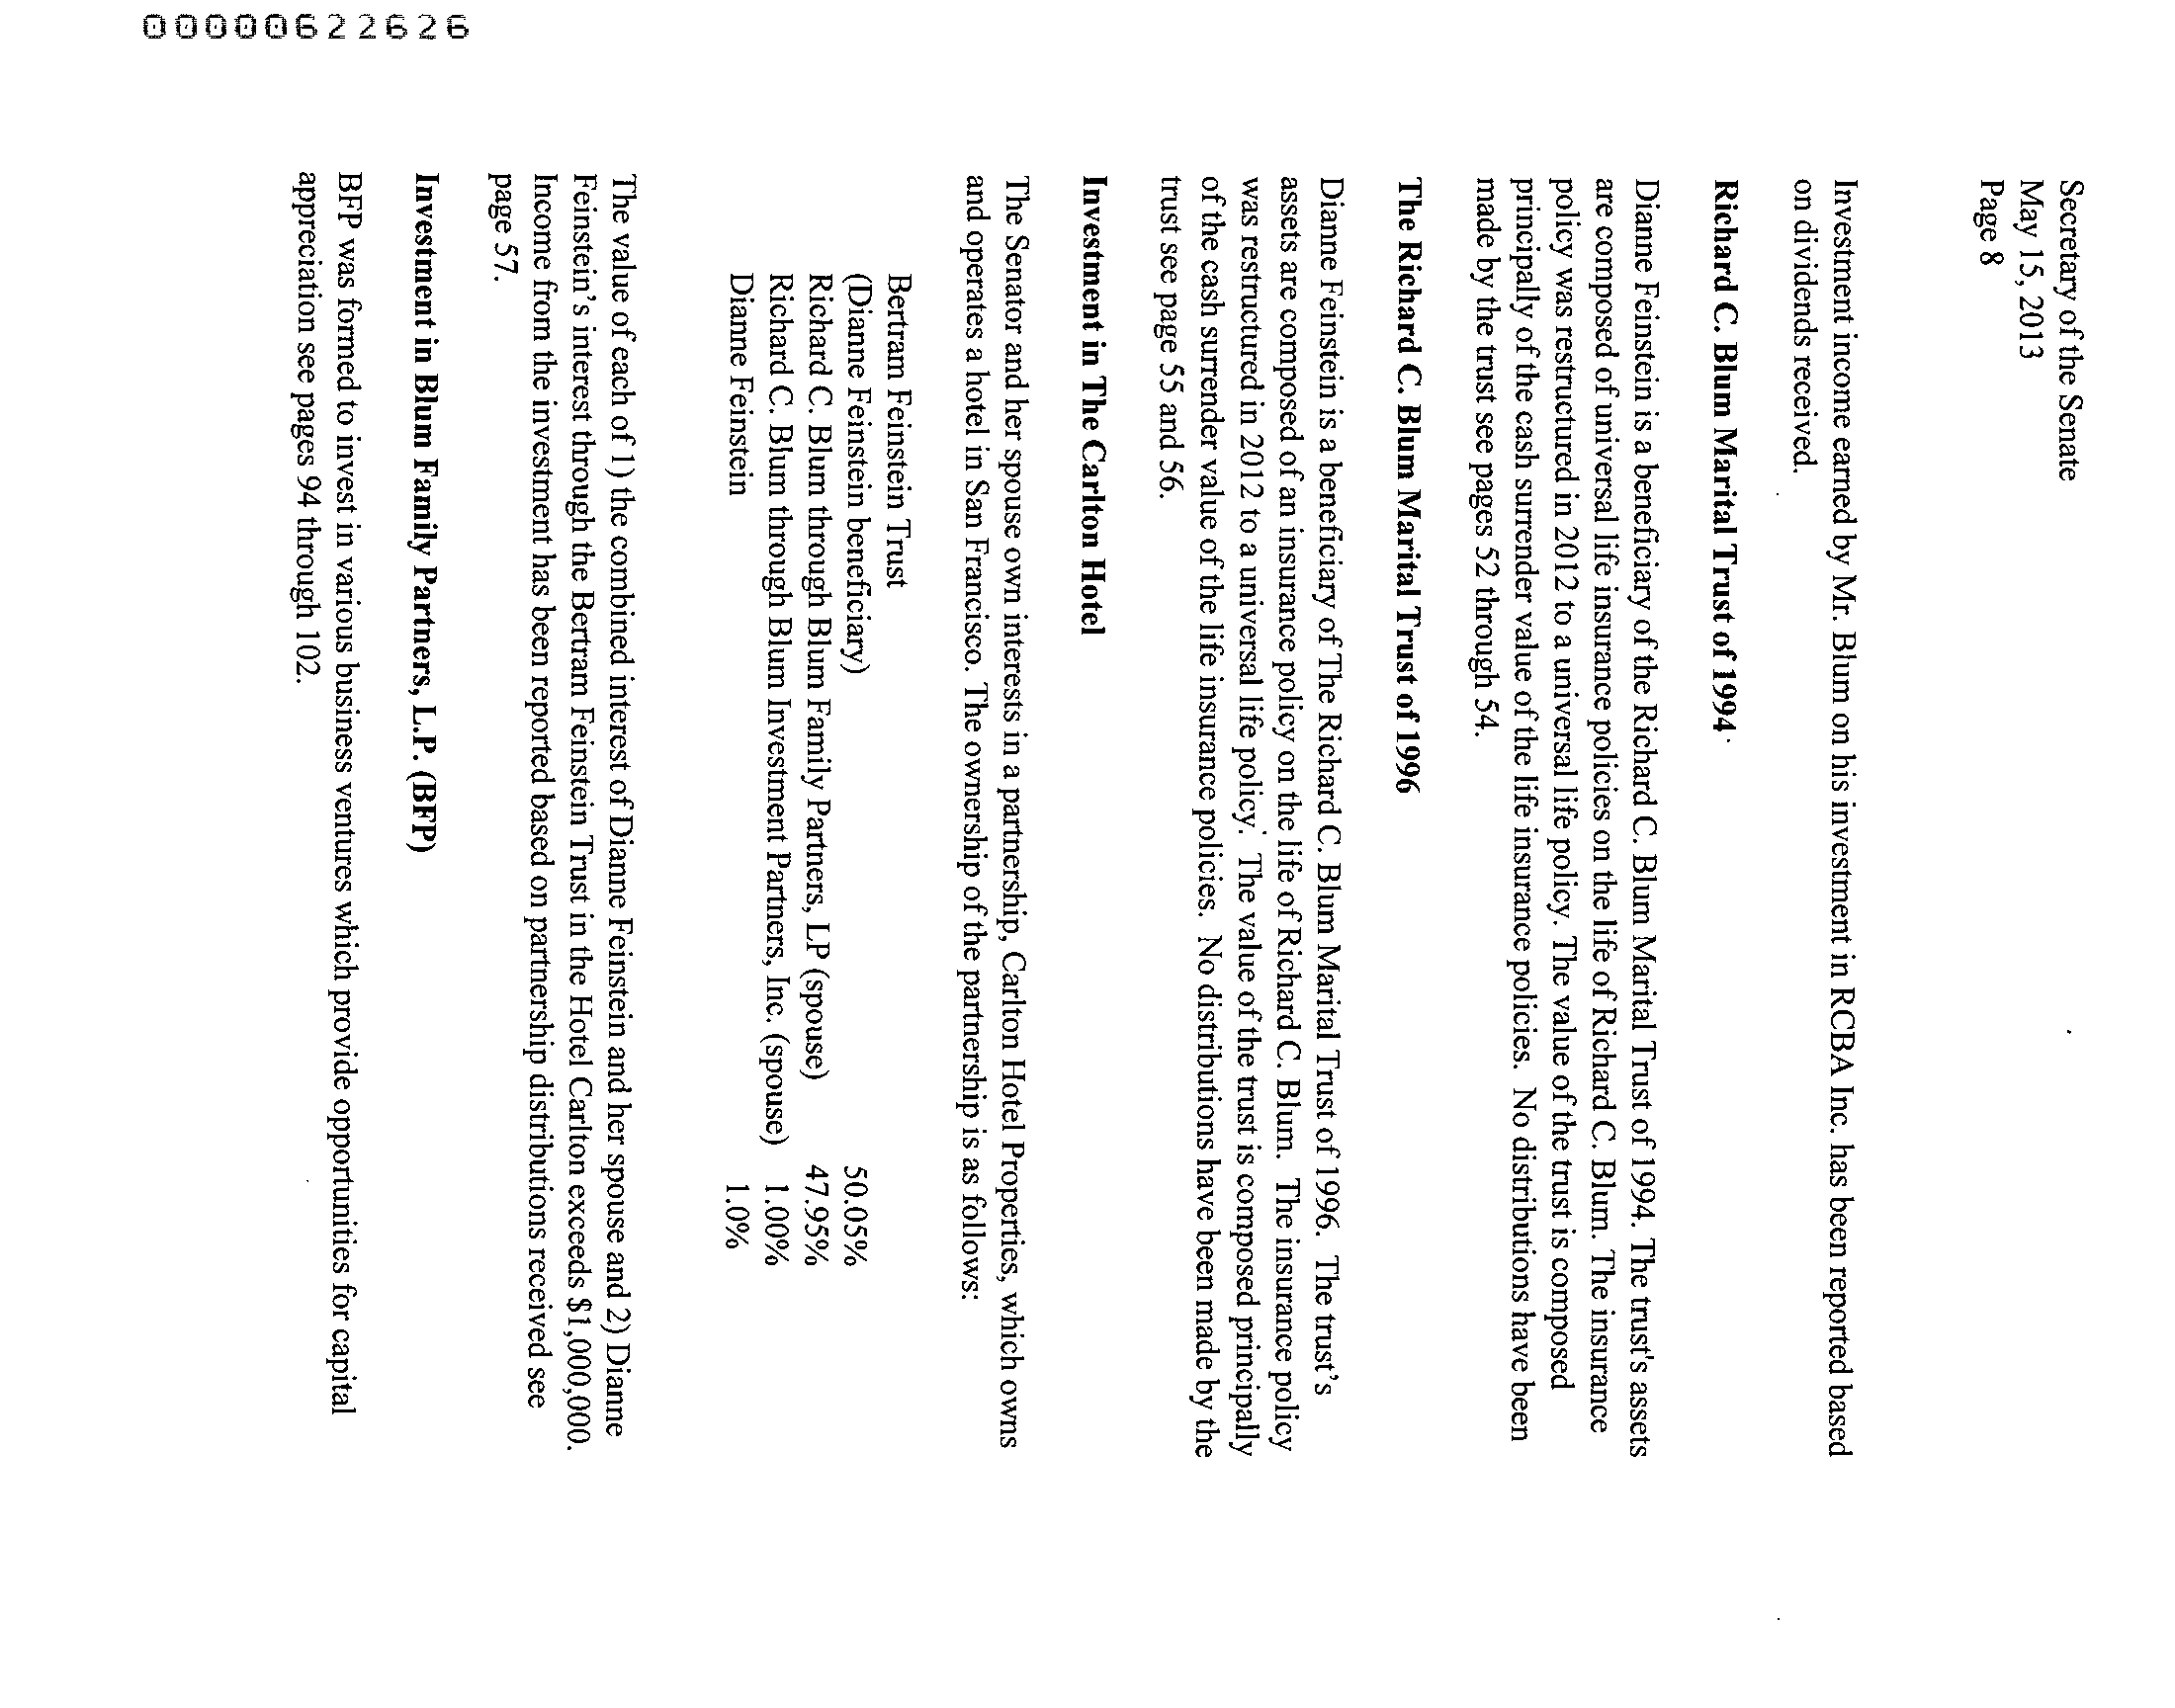 Secretary of the Senate
May 15, 2013
Page 8
Investment income earned by Mr. Blum on his investment in RCBA Inc. has been reported based
on dividends received.
Richard C. Blum Marital Trust of 1994
Dianne Feinstein is a beneficiary of the Richard C. Blum Marital Trust of 1994. The trust's assets
are composed of universal life insurance policies on the life of Richard C. Blum. The insurance
policy was restructured in 2012 to a universal life policy. The value of the trust is composed
principally of the cash surrender value of the life insurance policies. No distributions have been
made by the trust see pages 52 through 54.
The Richard C. Blum Marital Trust of 1996
Dianne Feinstein is a beneficiary of The Richard C. Blum Marital Trust of 1996. The trust's
assets are composed of an insurance policy on the life of Richard C. Blum. The insurance policy
was restructured in 2012 to a universal life policy. The value of the trust is composed principally
of the cash surrender value of the life insurance policies. No distributions have been made by the
trust see page 55 and 56.
Investment in The Carlton Hotel
The Senator and her spouse own interests in a partnership, Carlton Hotel Properties, which owns
and operates a hotel in San Francisco. The ownership of the partnership is as follows:
Bertram Feinstein Trust
(Dianne Feinstein beneficiary) 50.05%
Richard C. Blum through Blum Family Partners, LP (spouse) 47.95%
Richard C. Blum through Blum Investment Partners, Inc. (spouse) 1.00%
Dianne Feinstein 1.0%
The value of each of 1) the combined interest of Dianne Feinstein and her spouse and 2) Dianne
Feinstein's interest through the Bertram Feinstein Trust in the Hotel Carlton exceeds $1,000,000.
Income from the investment has been reported based on partnership distributions received see
page 57.
Investment in Blum Family Partners, L.P. (BFP)
BFP was formed to invest in various business ventures which provide opportunities for capital
appreciation see pages 94 through 102.
00000622626